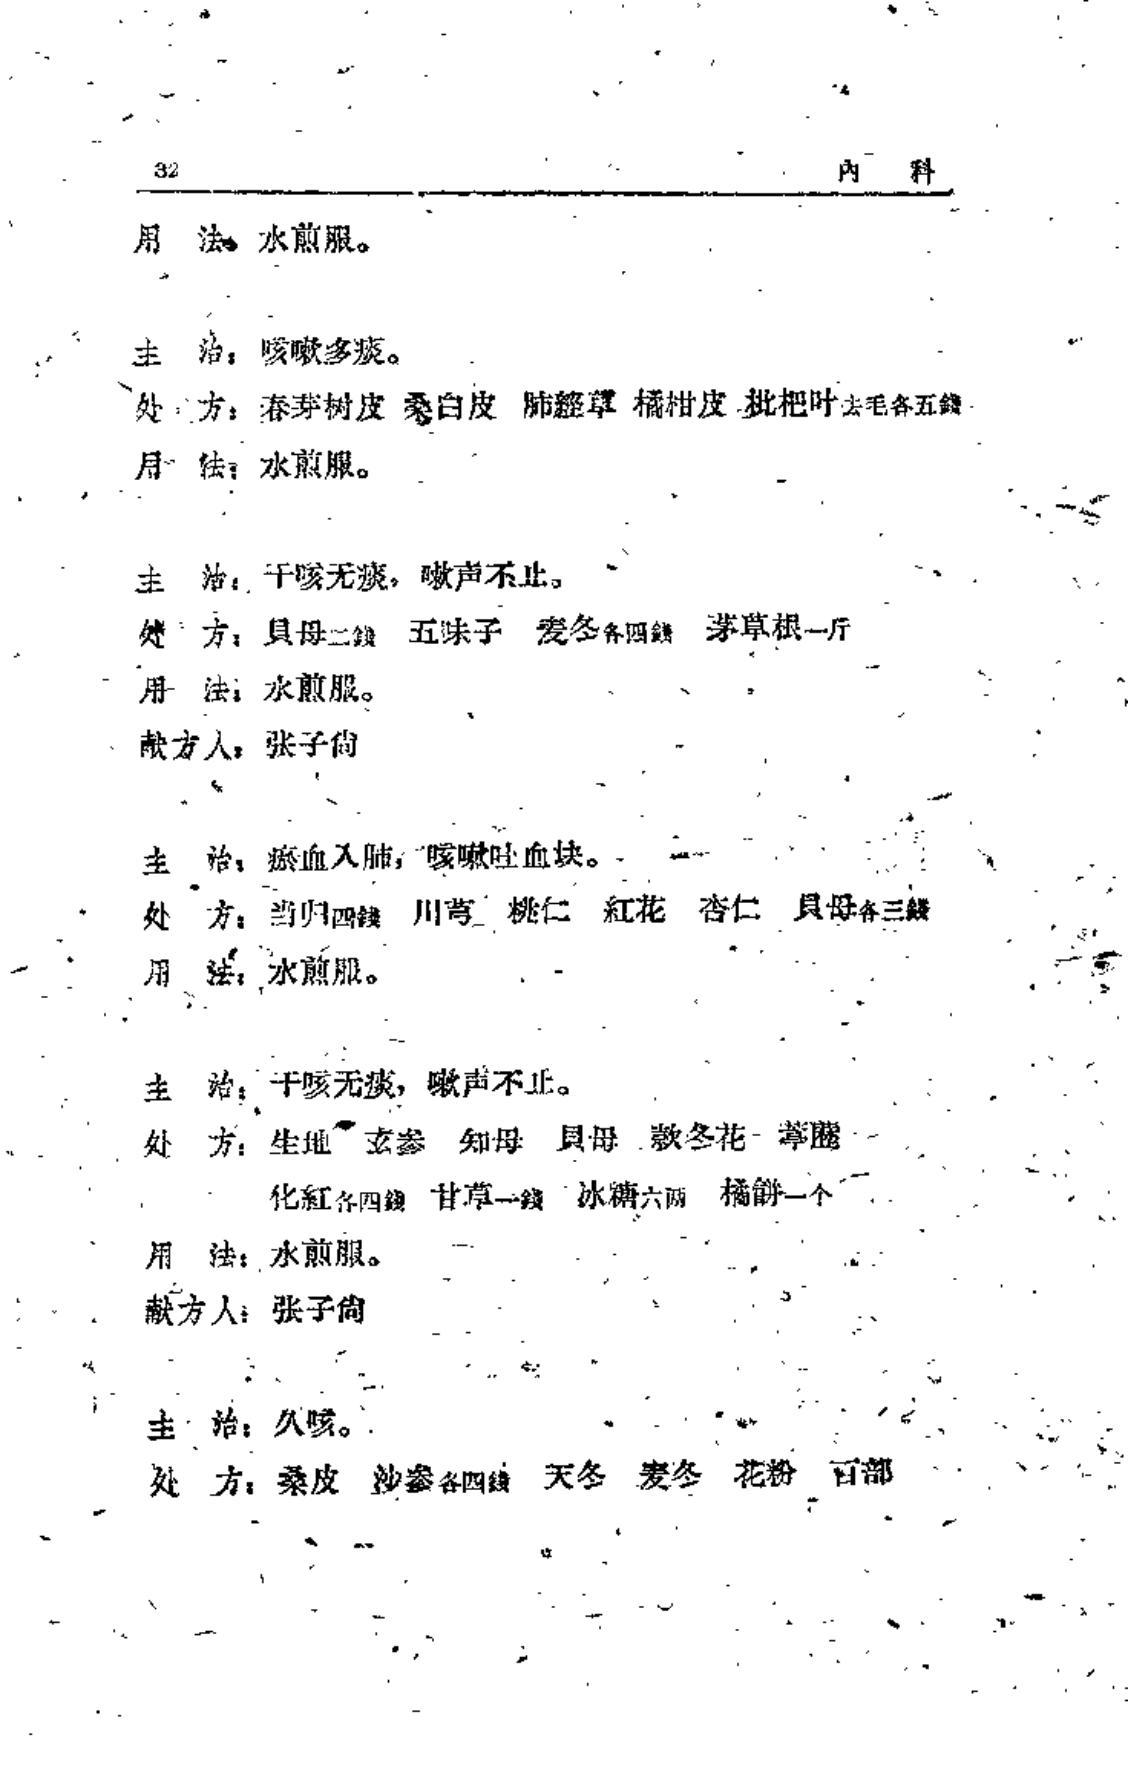 32 內 科
用 法：水煎服。
主 治：咳嗽多痰。
处 方：春芽树皮 桑白皮 肺經草 橘柑皮 枇杷叶去毛各五錢
用 法：水煎服。
主 治：干咳无痰，嗽声不止。
处 方：貝母二錢 五味子 麦冬各四錢 茅草根一斤
用 法：水煎服。
献方人：张子尙
主 治：瘀血入肺，咳嗽吐血块。
处 方：当归四錢 川芎 桃仁 紅花 杏仁 貝母各三錢
用 法：水煎服。
主 治：干咳无痰，嗽声不止。
处 方：生地 玄参 知母 貝母 款冬花 葶藶
化紅各四錢 甘草一錢 冰糖六两 橘餅一个
用 法：水煎服。
献方人：张子尙
主 治：久咳。
处 方：桑皮 沙参各四錢 天冬 麦冬 花粉 百部